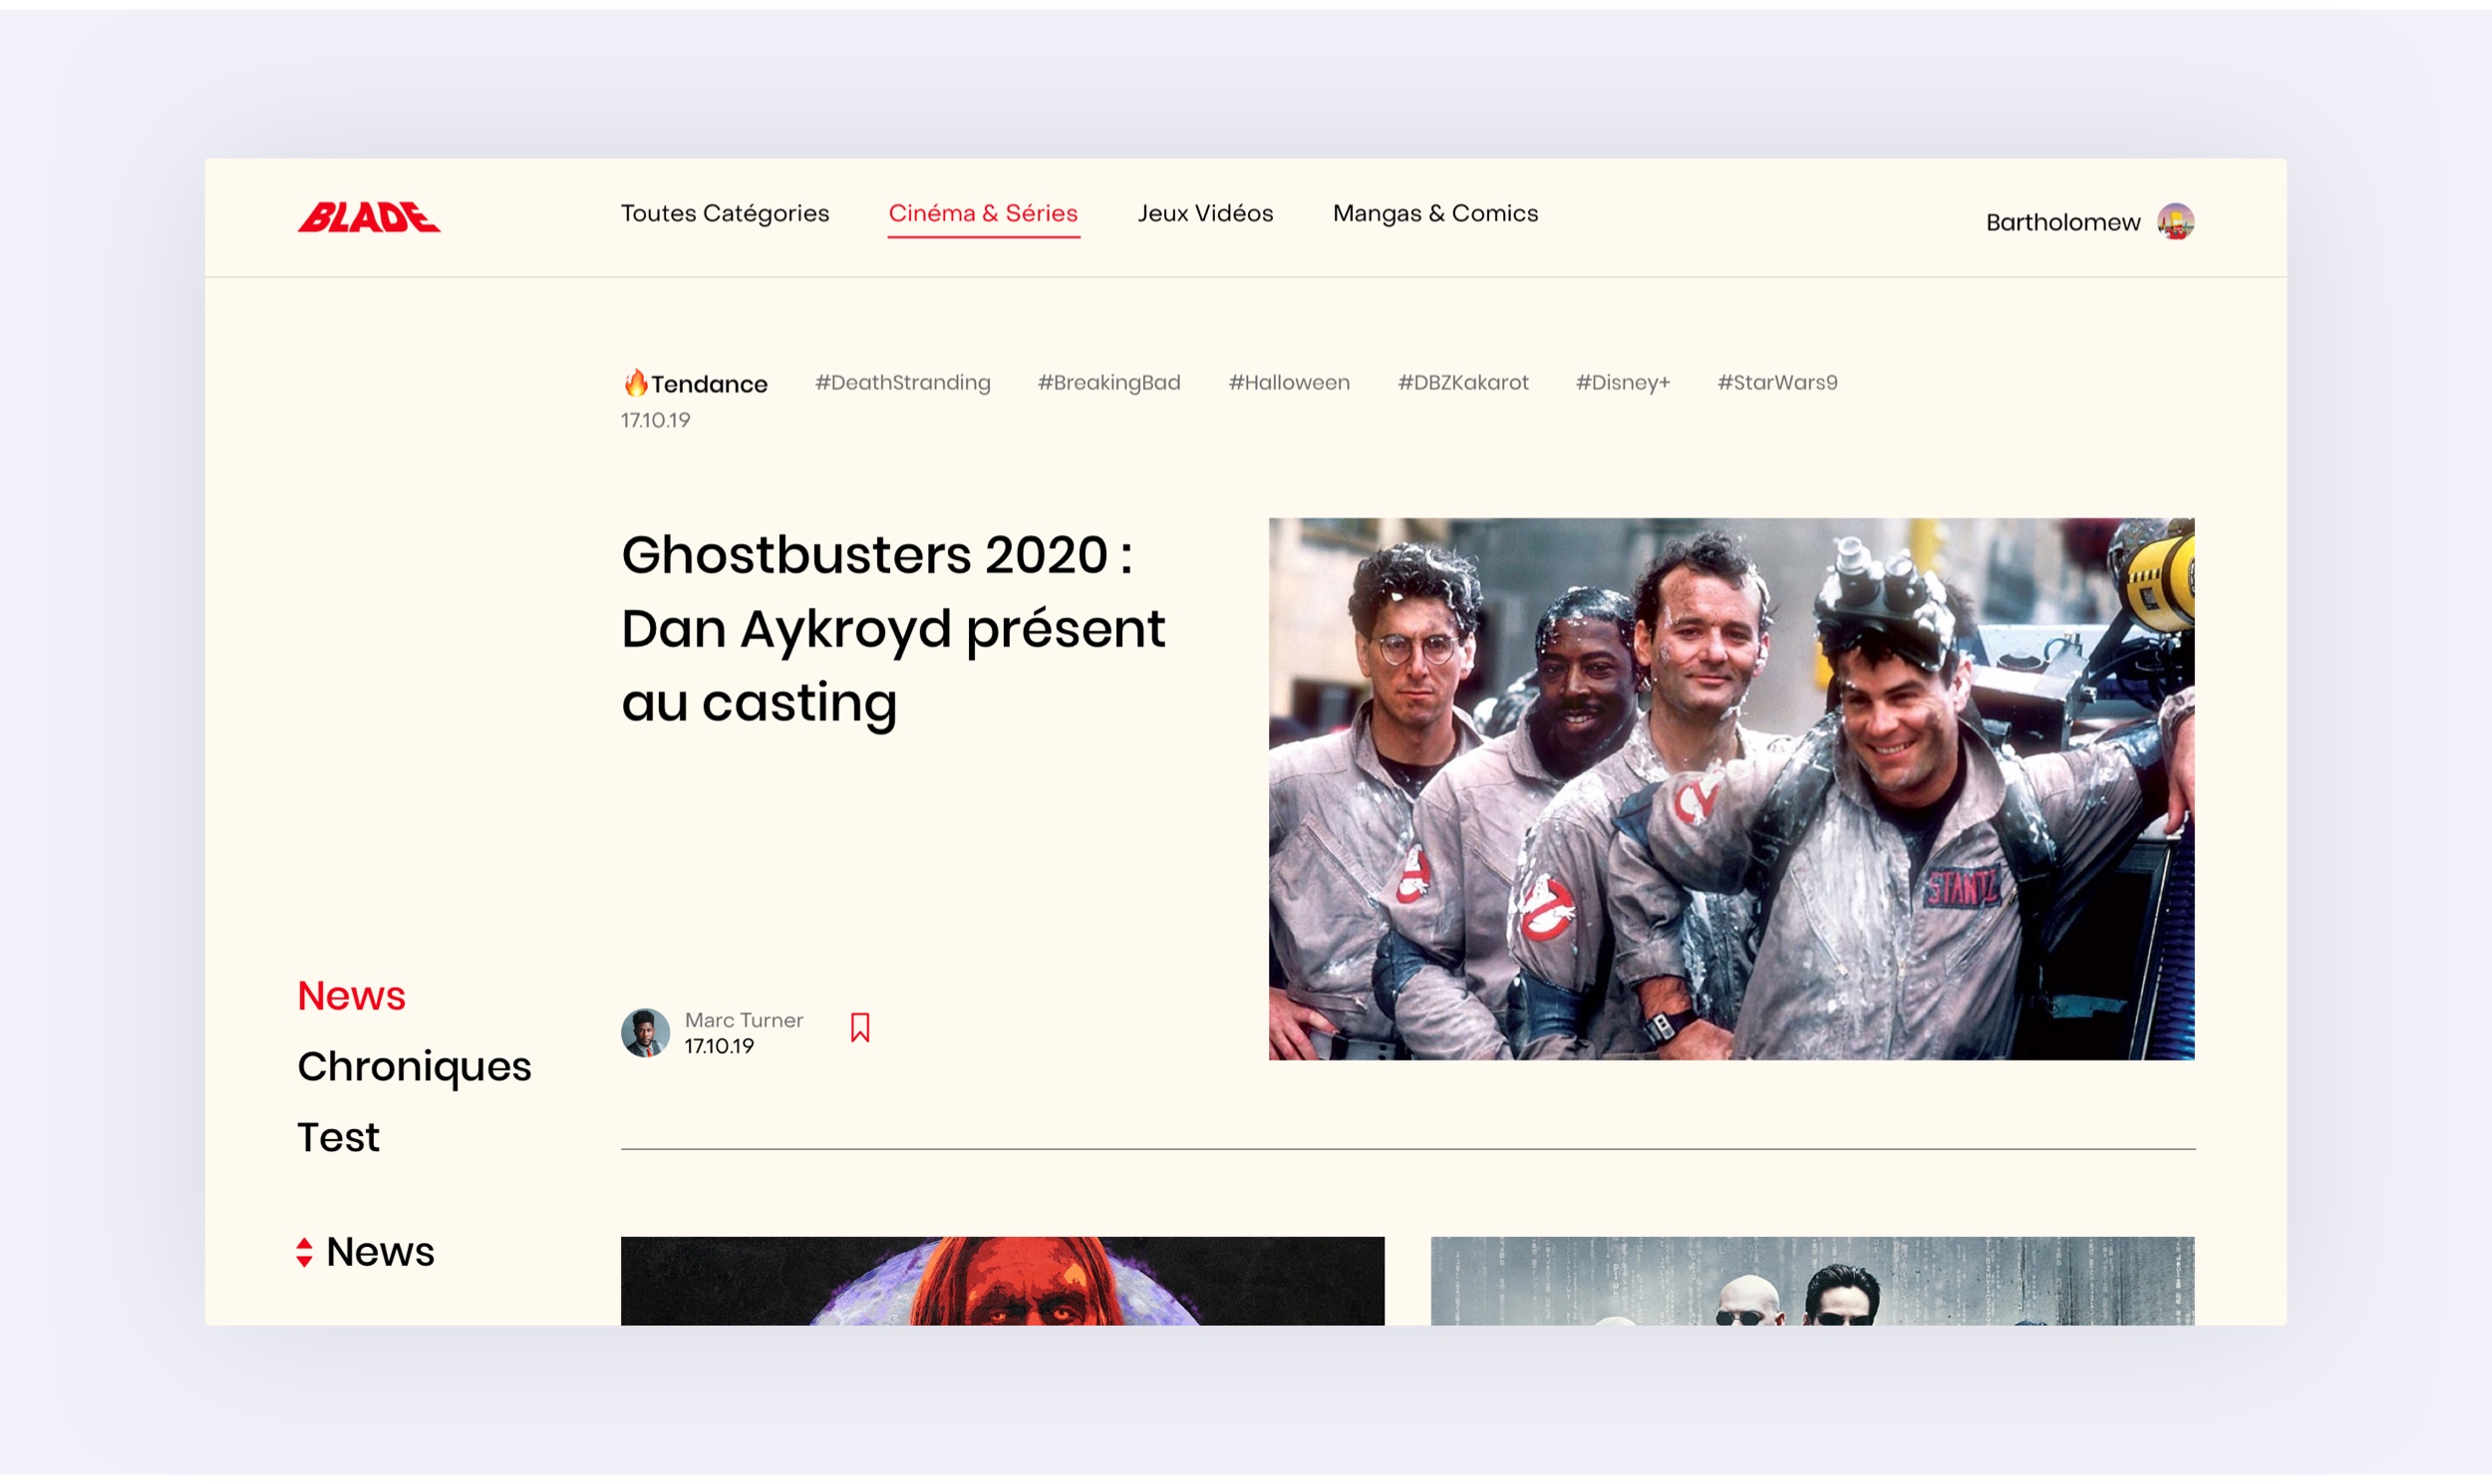 BLADE
Toutes Catégories
Cinéma & Séries
Jeux Vidéos
Mangas & Comics
Bartholomew
🔥Tendance
#DeathStranding
#BreakingBad
#Halloween
#DBZKakarot
#Disney+
#StarWars9
17.10.19
Ghostbusters 2020 :
Dan Aykroyd présent
au casting
STANTZ
Marc Turner
17.10.19
News
Chroniques
Test
News